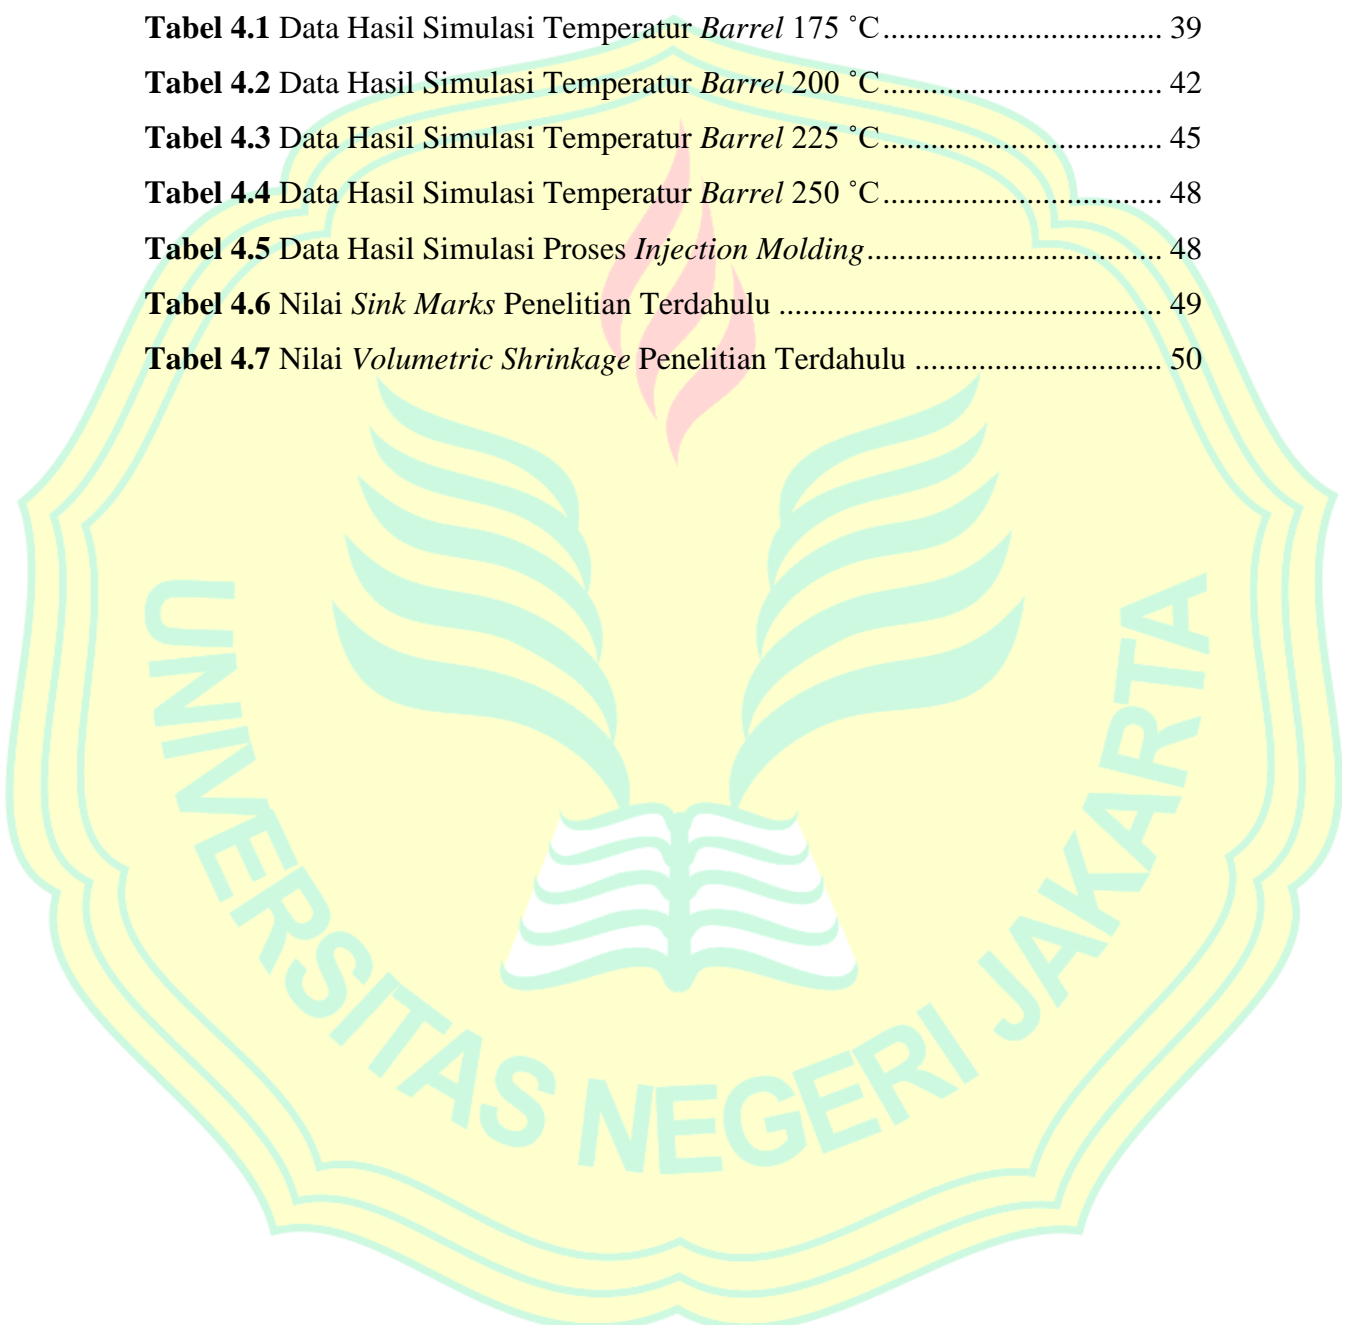 Tabel 4.1 Data Hasil Simulasi Temperatur Barrel 175 ˚C................................... 39
Tabel 4.2 Data Hasil Simulasi Temperatur Barrel 200 ˚C................................... 42
Tabel 4.3 Data Hasil Simulasi Temperatur Barrel 225 ˚C................................... 45
Tabel 4.4 Data Hasil Simulasi Temperatur Barrel 250 ˚C................................... 48
Tabel 4.5 Data Hasil Simulasi Proses Injection Molding..................................... 48
Tabel 4.6 Nilai Sink Marks Penelitian Terdahulu ................................................ 49
Tabel 4.7 Nilai Volumetric Shrinkage Penelitian Terdahulu ............................... 50
UNIVERSITAS NEGERI JAKARTA